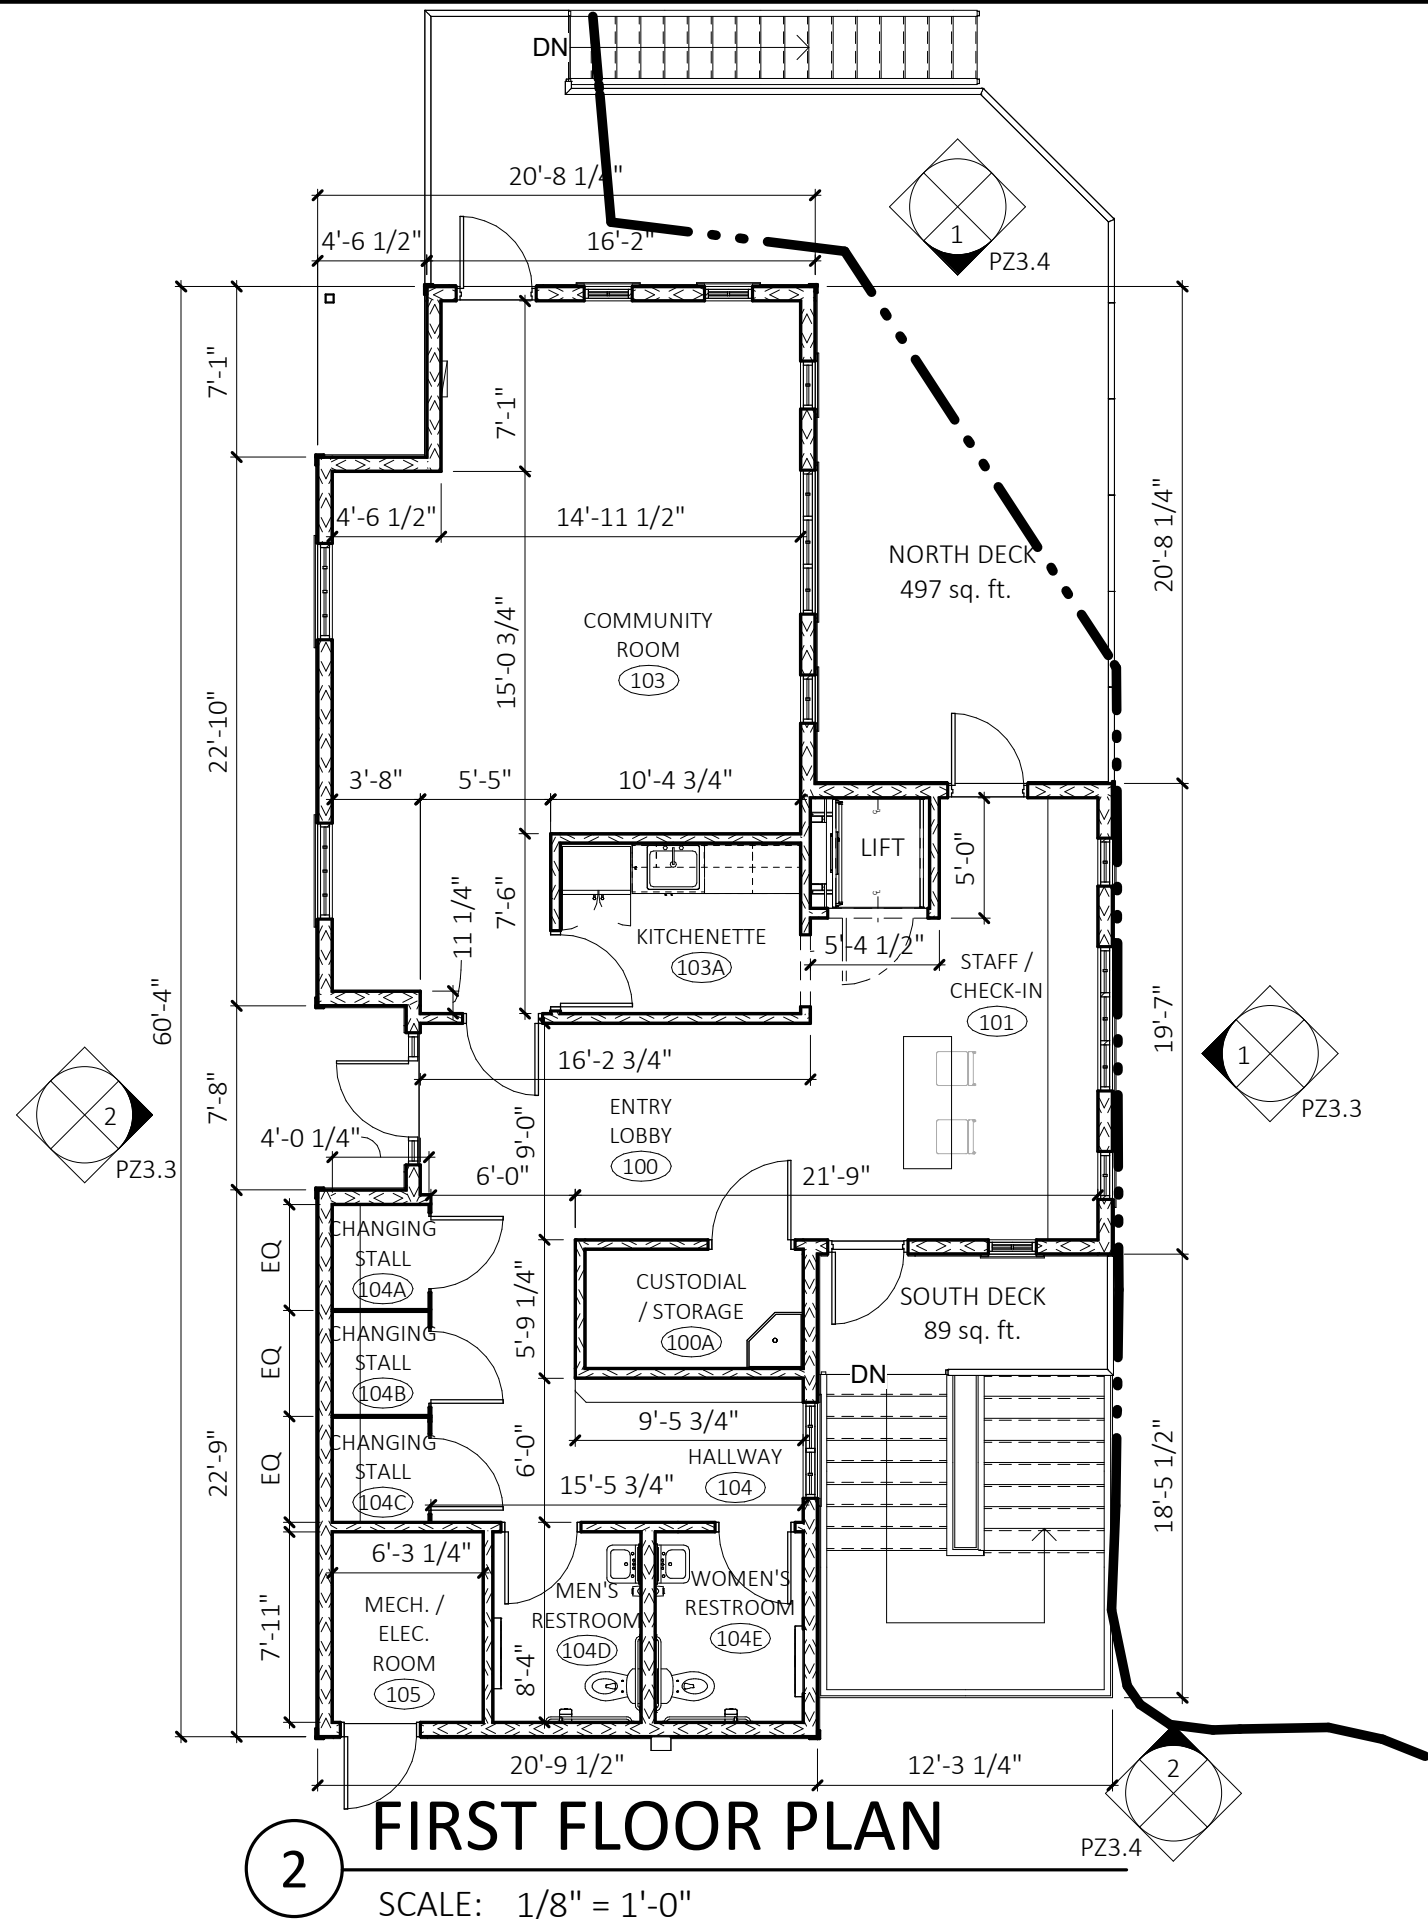 DN
20'-8 1/4"
4'-6 1/2"
16'-2"
1
PZ3.4
7'-1"
7'-1"
4'-6 1/2"
14'-11 1/2"
NORTH DECK
497 sq. ft.
20'-8 1/4"
COMMUNITY
ROOM
103
15'-0 3/4"
22'-10"
3'-8"
5'-5"
10'-4 3/4"
LIFT
5'-0"
11 1/4"
7'-6"
KITCHENETTE
103A
5'-4 1/2"
STAFF /
CHECK-IN
101
60'-4"
19'-7"
16'-2 3/4"
1
PZ3.3
2
PZ3.3
7'-8"
4'-0 1/4"
ENTRY
LOBBY
100
9'-0"
6'-0"
21'-9"
CHANGING
STALL
104A
EQ
CUSTODIAL
/ STORAGE
100A
5'-9 1/4"
SOUTH DECK
89 sq. ft.
CHANGING
STALL
104B
EQ
DN
9'-5 3/4"
CHANGING
STALL
104C
EQ
6'-0"
HALLWAY
104
15'-5 3/4"
22'-9"
18'-5 1/2"
6'-3 1/4"
MECH. /
ELEC.
ROOM
105
7'-11"
MEN'S
RESTROOM
104D
WOMEN'S
RESTROOM
104E
8'-4"
20'-9 1/2"
12'-3 1/4"
2
PZ3.4
2
FIRST FLOOR PLAN
SCALE: 1/8" = 1'-0"